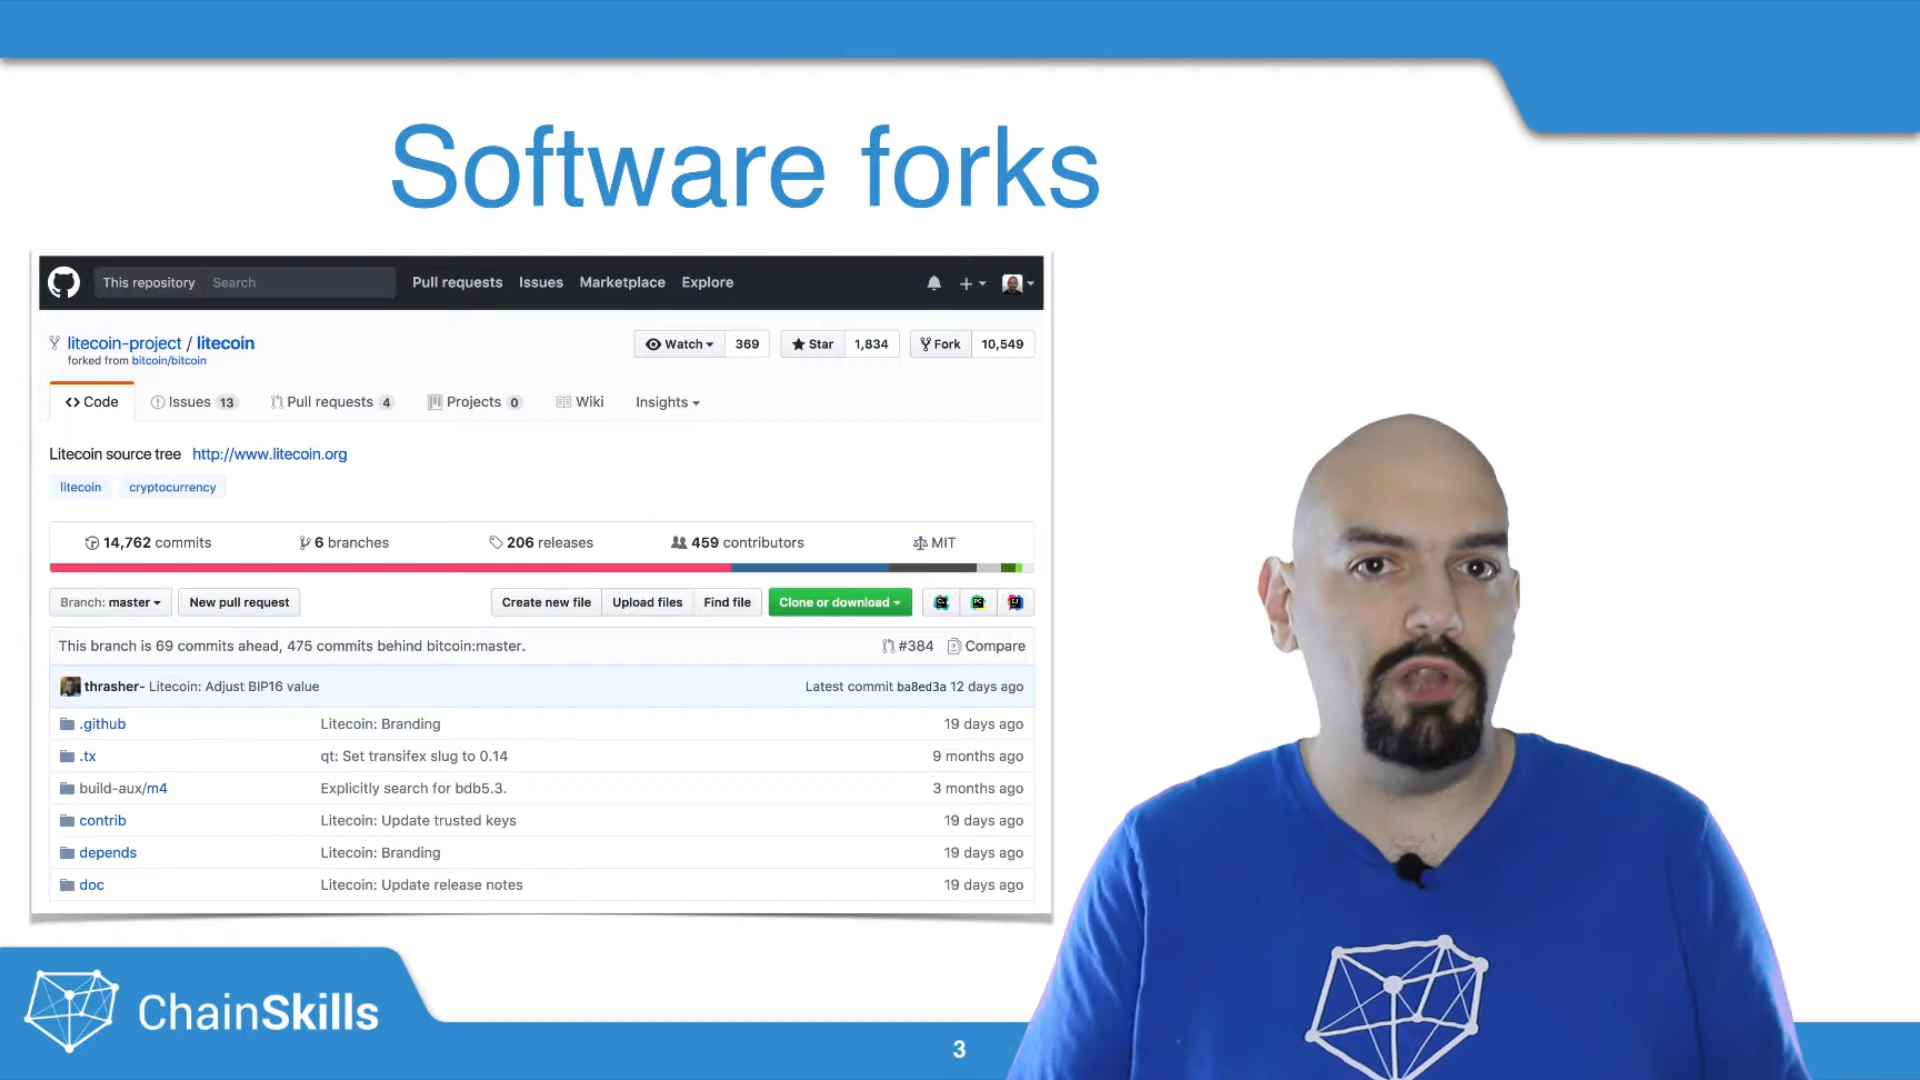 Software forks
This repository Search Pull requests Issues Marketplace Explore
litecoin-project / litecoin Watch 369 Star 1,834 Fork 10,549
forked from bitcoin/bitcoin
Code Issues 13 Pull requests 4 Projects 0 Wiki Insights
Litecoin source tree http://www.litecoin.org
litecoin cryptocurrency
14,762 commits 6 branches 206 releases 459 contributors MIT
Branch: master New pull request Create new file Upload files Find file Clone or download
This branch is 69 commits ahead, 475 commits behind bitcoin:master. #384 Compare
thrasher- Litecoin: Adjust BIP16 value Latest commit ba8ed3a 12 days ago
.github Litecoin: Branding 19 days ago
.tx qt: Set transifex slug to 0.14 9 months ago
build-aux/m4 Explicitly search for bdb5.3. 3 months ago
contrib Litecoin: Update trusted keys 19 days ago
depends Litecoin: Branding 19 days ago
doc Litecoin: Update release notes 19 days ago
ChainSkills
3